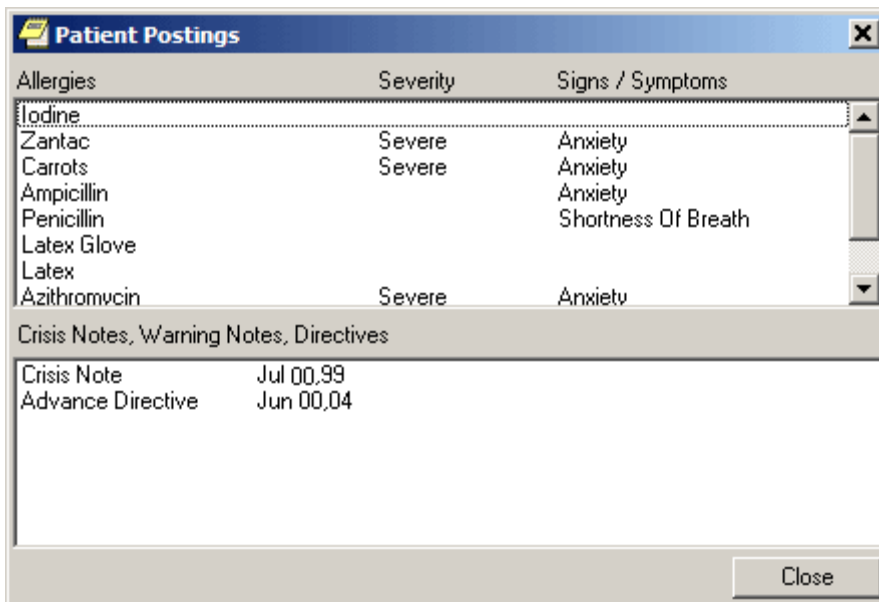 Patient Postings
Allergies Severity Signs / Symptoms
Iodine
Zantac Severe Anxiety
Carrots Severe Anxiety
Ampicillin Anxiety
Penicillin Shortness Of Breath
Latex Glove
Latex
Azithromycin Severe Anxiety
Crisis Notes, Warning Notes, Directives
Crisis Note Jul 00,99
Advance Directive Jun 00,04
Close